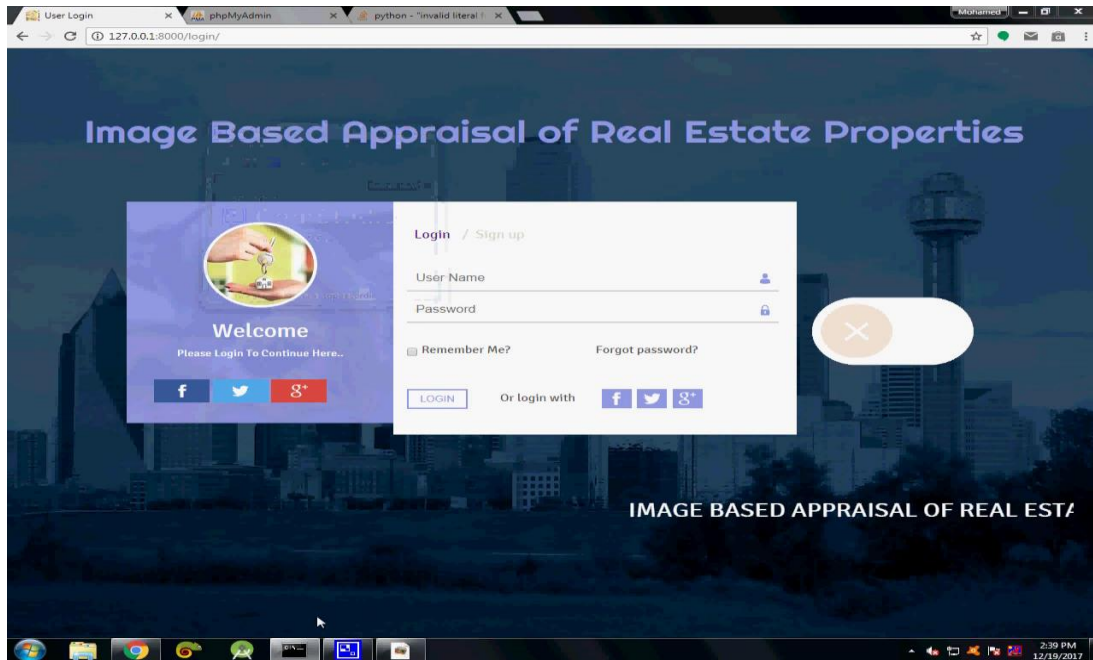 User Login
phpMyAdmin
python - "invalid literal f
Mohamed
127.0.0.1:8000/login/
Image Based Appraisal of Real Estate Properties
Login / Sign up
User Name
Password
Welcome
Please Login To Continue Here..
Remember Me? Forgot password?
f g+
LOGIN Or login with f g+
IMAGE BASED APPRAISAL OF REAL ESTA
2:39 PM
12/19/2017